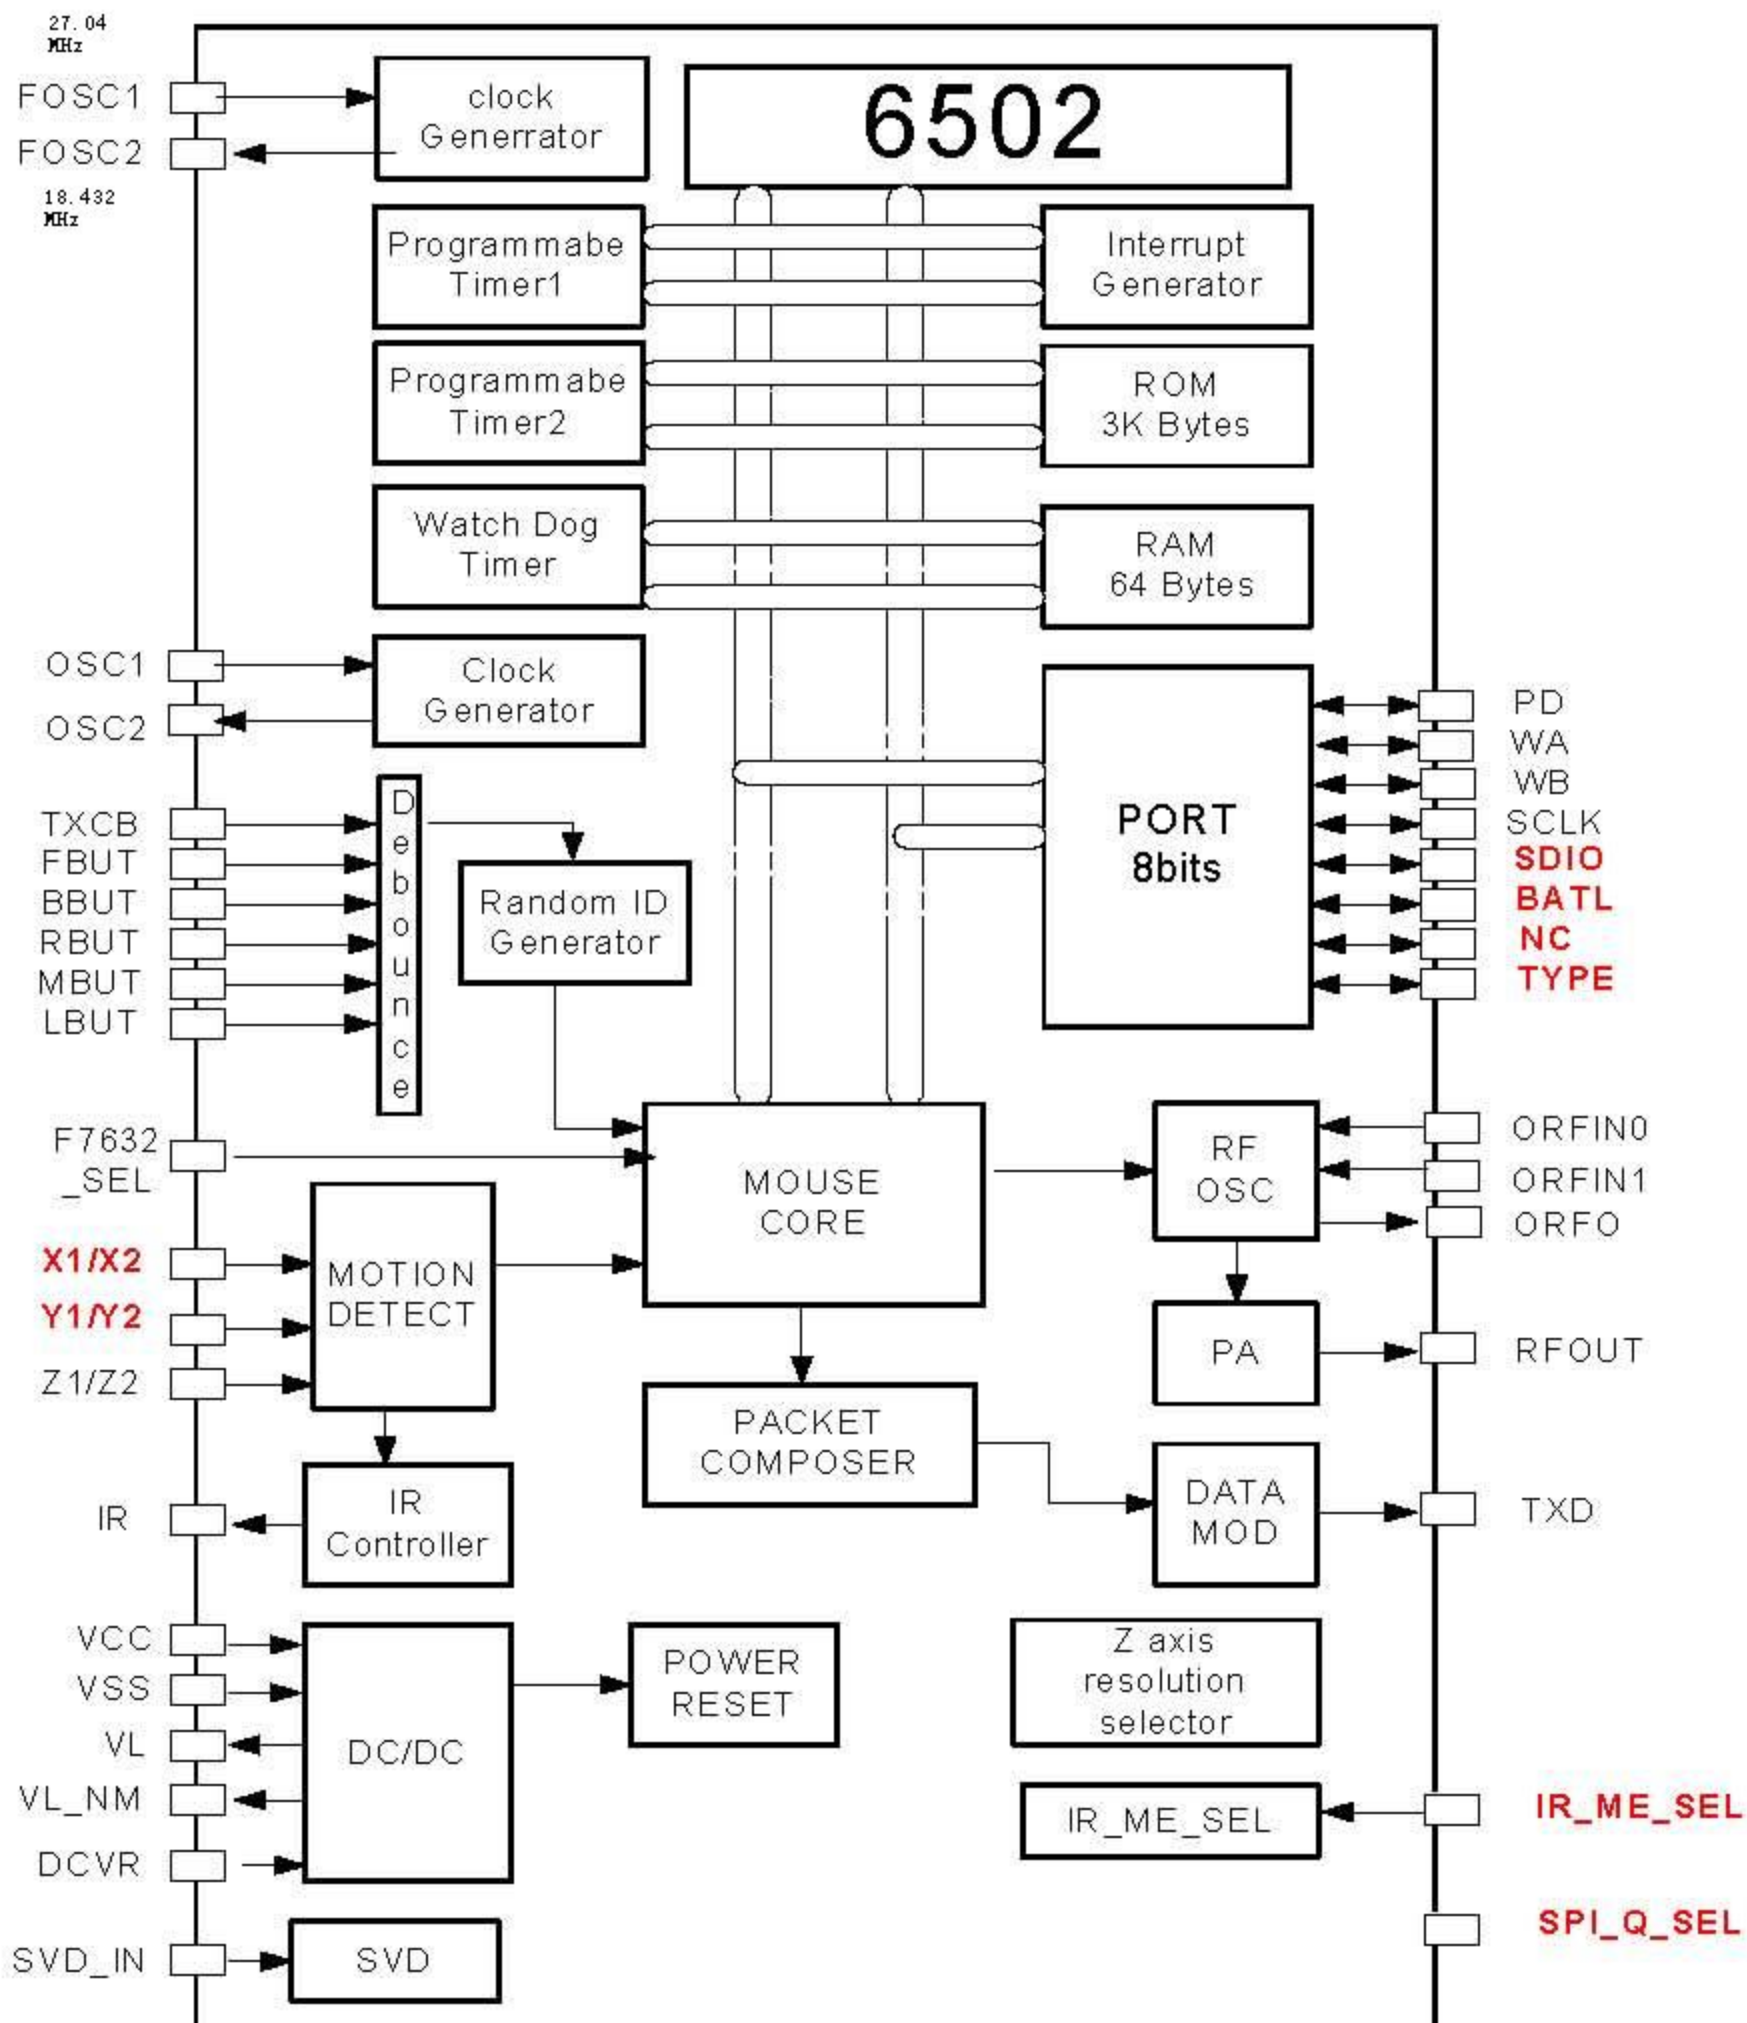 27.04
MHz
FOSC1
FOSC2
18.432
MHz
clock
Generrator
6502
Programmabe
Timer1
Interrupt
Generator
Programmabe
Timer2
ROM
3K Bytes
Watch Dog
Timer
RAM
64 Bytes
OSC1
OSC2
Clock
Generator
PORT
8bits
PD
WA
WB
SCLK
SDIO
BATL
NC
TYPE
TXCB
FBUT
BBUT
RBUT
MBUT
LBUT
Debounce
Random ID
Generator
F7632
_SEL
MOUSE
CORE
RF
OSC
ORFIN0
ORFIN1
ORFO
X1/X2
Y1/Y2
Z1/Z2
MOTION
DETECT
PA
RFOUT
PACKET
COMPOSER
DATA
MOD
TXD
IR
IR
Controller
VCC
VSS
VL
VL_NM
DCVR
DC/DC
POWER
RESET
Z axis
resolution
selector
IR_ME_SEL
IR_ME_SEL
SPI_Q_SEL
SVD_IN
SVD